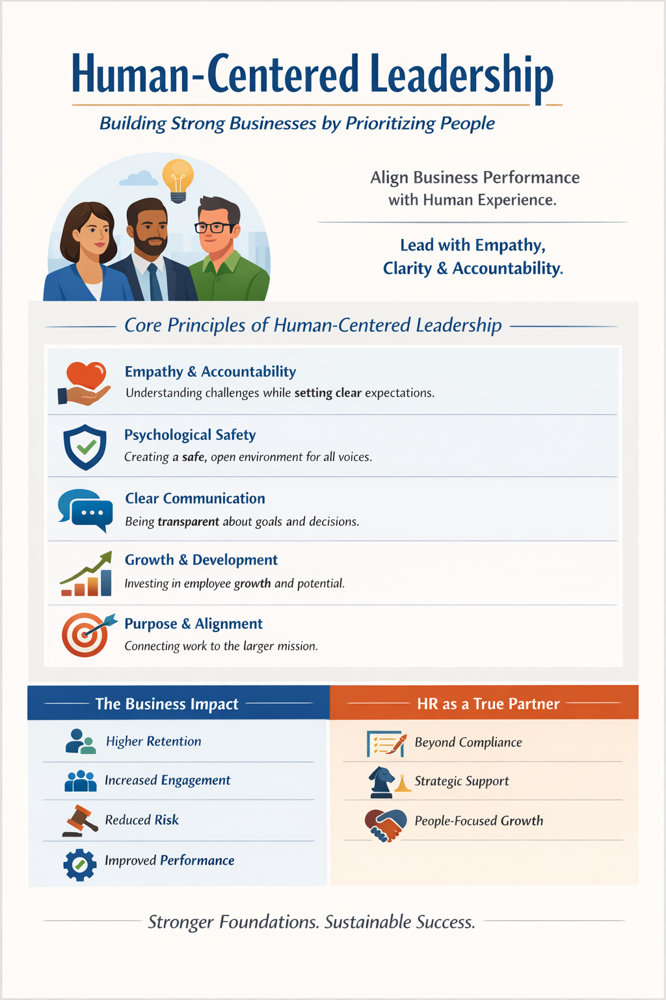 Human-Centered Leadership
Building Strong Businesses by Prioritizing People
Align Business Performance
with Human Experience.
Lead with Empathy,
Clarity & Accountability.
Core Principles of Human-Centered Leadership
Empathy & Accountability
Understanding challenges while setting clear expectations.
Psychological Safety
Creating a safe, open environment for all voices.
Clear Communication
Being transparent about goals and decisions.
Growth & Development
Investing in employee growth and potential.
Purpose & Alignment
Connecting work to the larger mission.
The Business Impact
Higher Retention
Increased Engagement
Reduced Risk
Improved Performance
HR as a True Partner
Beyond Compliance
Strategic Support
People-Focused Growth
Stronger Foundations. Sustainable Success.